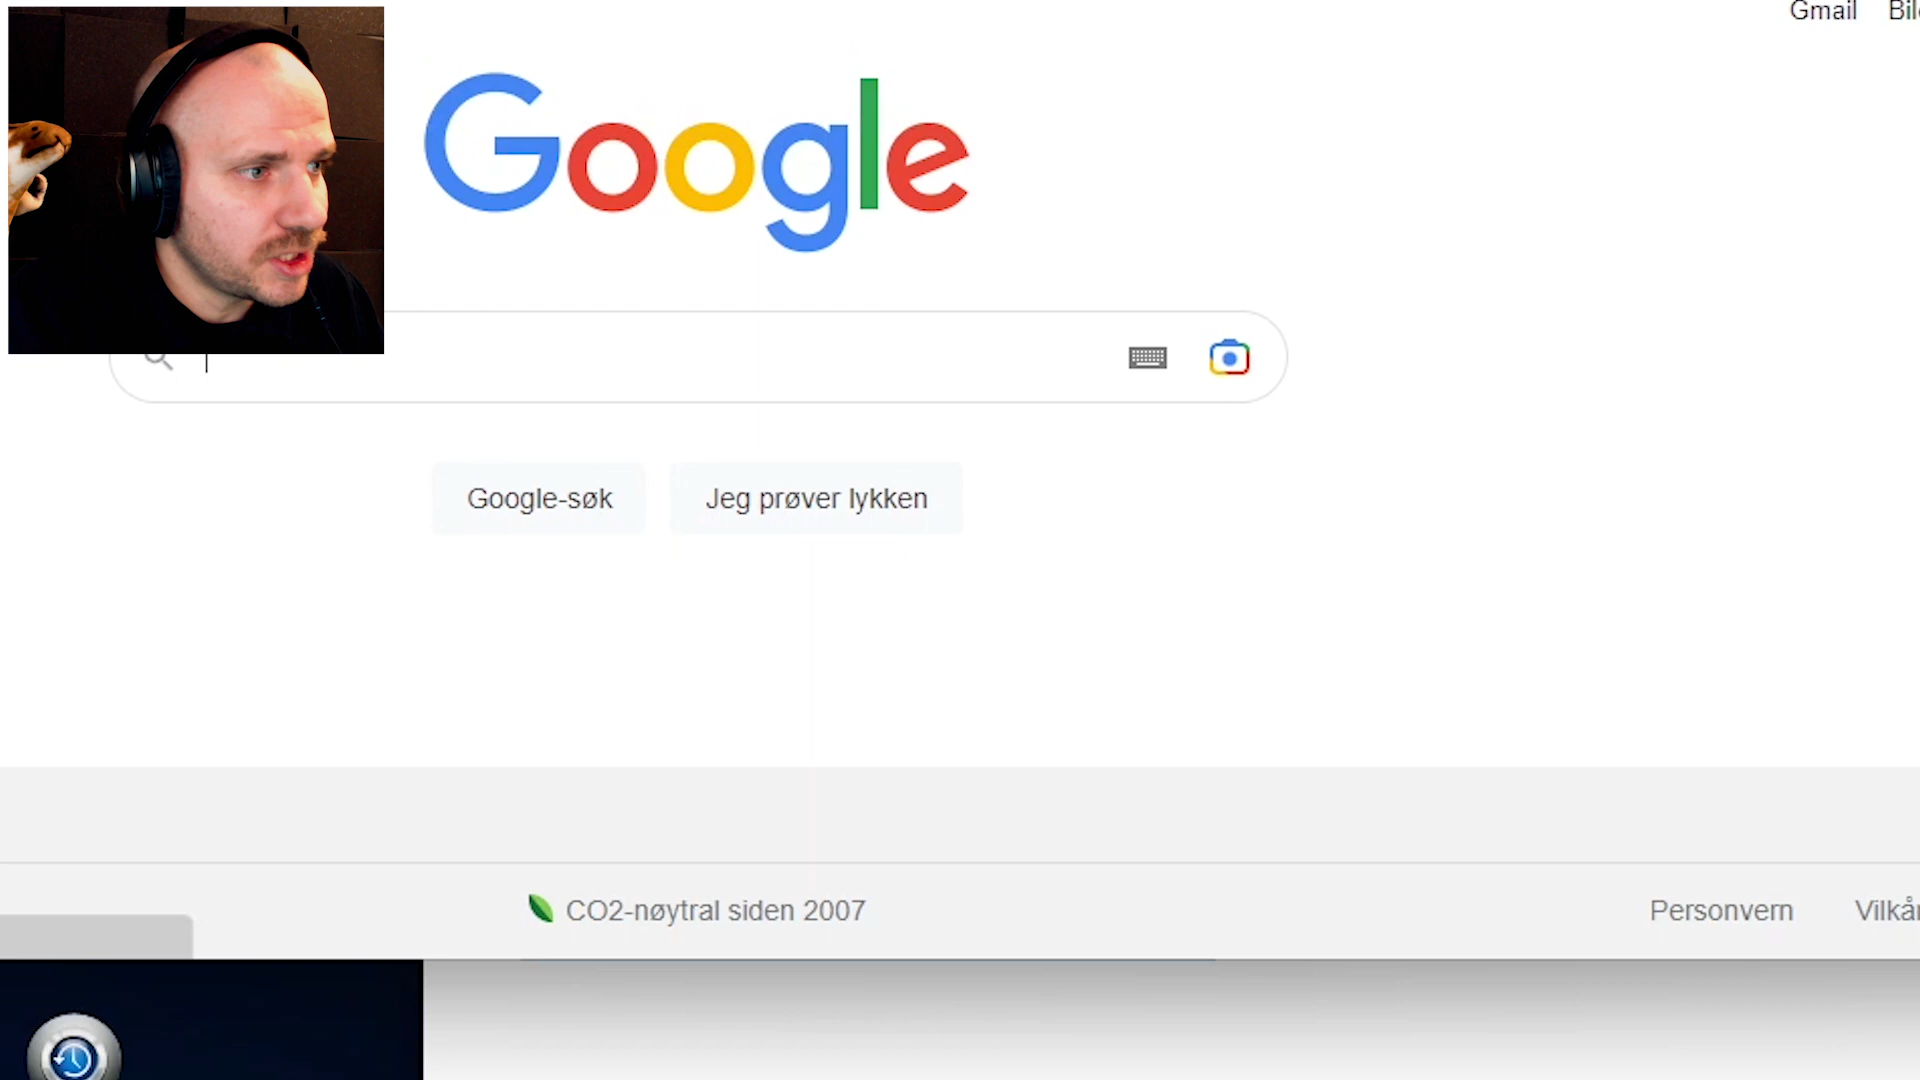 Gmail
Google
Google-søk
Jeg prøver lykken
CO2-nøytral siden 2007
Personvern